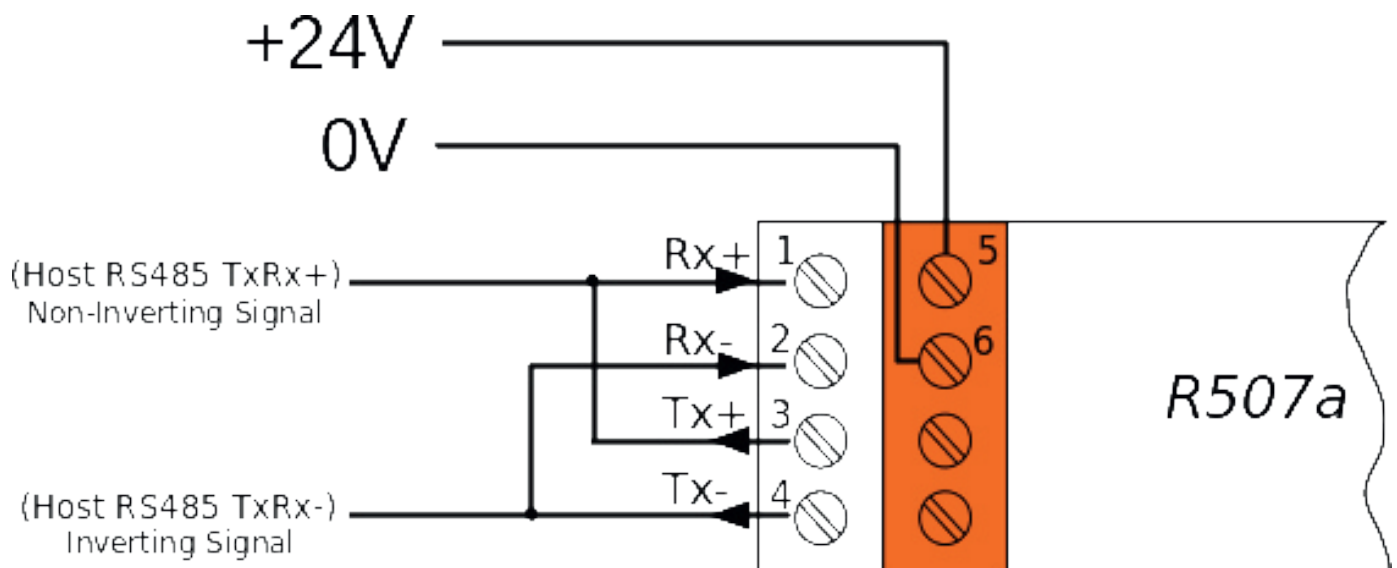 +24V
0V
(Host RS485 TxRx+)
Non-Inverting Signal
Rx+
1
5
Rx-
2
6
Tx+
3
R507a
(Host RS485 TxRx-)
Inverting Signal
Tx-
4